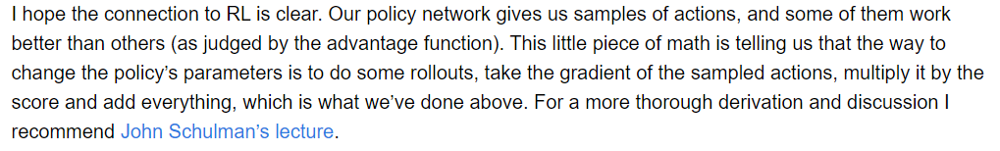 I hope the connection to RL is clear. Our policy network gives us samples of actions, and some of them work
better than others (as judged by the advantage function). This little piece of math is telling us that the way to
change the policy’s parameters is to do some rollouts, take the gradient of the sampled actions, multiply it by the
score and add everything, which is what we’ve done above. For a more thorough derivation and discussion I
recommend John Schulman’s lecture.